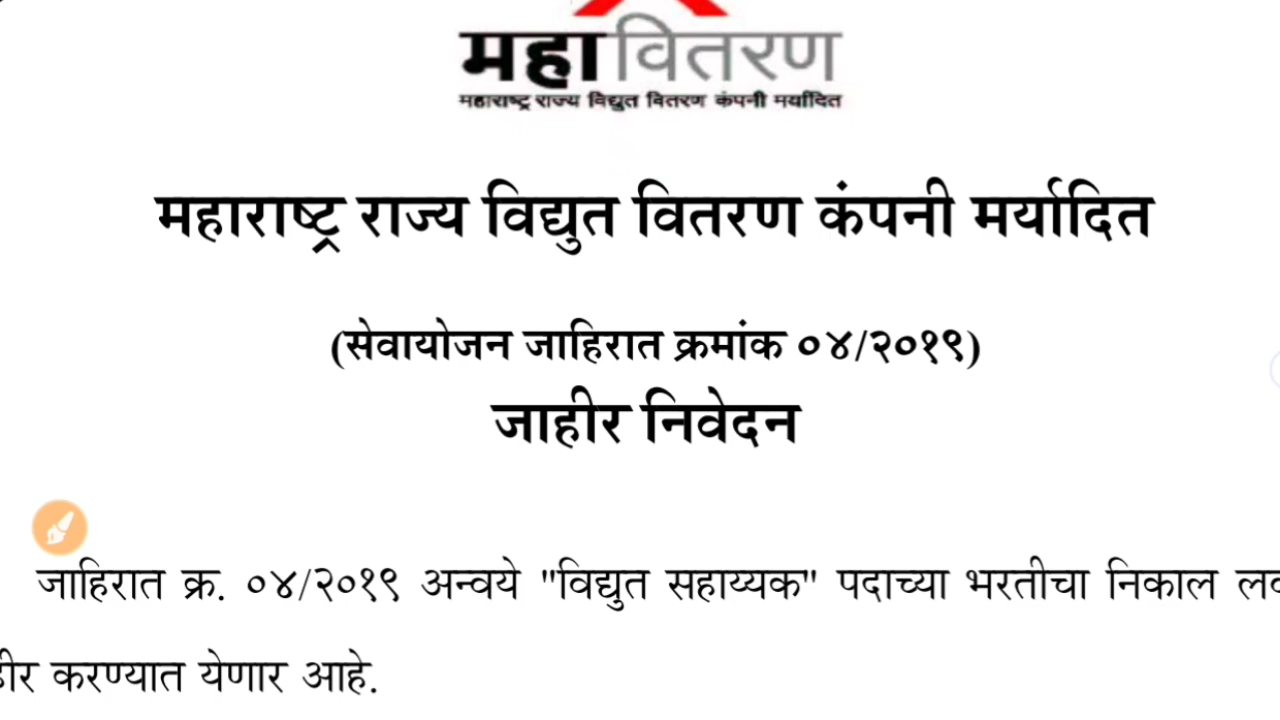 महावितरण
महाराष्ट्र राज्य विद्युत वितरण कंपनी मर्यादित
महाराष्ट्र राज्य विद्युत वितरण कंपनी मर्यादित
(सेवायोजन जाहिरात क्रमांक ०४/२०१९)
जाहीर निवेदन
जाहिरात क्र. ०४/२०१९ अन्वये "विद्युत सहाय्यक" पदाच्या भरतीचा निकाल
करण्यात येणार आहे.